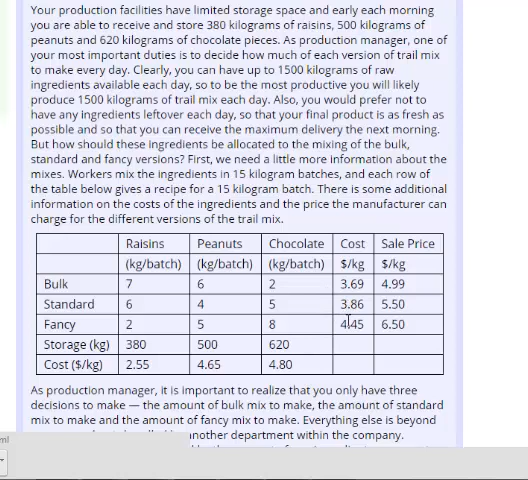 Your production facilities have limited storage space and early each morning
you are able to receive and store 380 kilograms of raisins, 500 kilograms of
peanuts and 620 kilograms of chocolate pieces. As production manager, one of
your most important duties is to decide how much of each version of trail mix
to make every day. Clearly, you can have up to 1500 kilograms of raw
ingredients available each day, so to be the most productive you will likely
produce 1500 kilograms of trail mix each day. Also, you would prefer not to
have any ingredients leftover each day, so that your final product is as fresh as
possible and so that you can receive the maximum delivery the next morning.
But how should these ingredients be allocated to the mixing of the bulk,
standard and fancy versions? First, we need a little more information about the
mixes. Workers mix the ingredients in 15 kilogram batches, and each row of
the table below gives a recipe for a 15 kilogram batch. There is some additional
information on the costs of the ingredients and the price the manufacturer can
charge for the different versions of the trail mix.
Raisins Peanuts Chocolate Cost Sale Price
(kg/batch) (kg/batch) (kg/batch) $/kg $/kg
Bulk 7 6 2 3.69 4.99
Standard 6 4 5 3.86 5.50
Fancy 2 5 8 4.45 6.50
Storage (kg) 380 500 620
Cost ($/kg) 2.55 4.65 4.80
As production manager, it is important to realize that you only have three
decisions to make — the amount of bulk mix to make, the amount of standard
mix to make and the amount of fancy mix to make. Everything else is beyond
another department within the company.